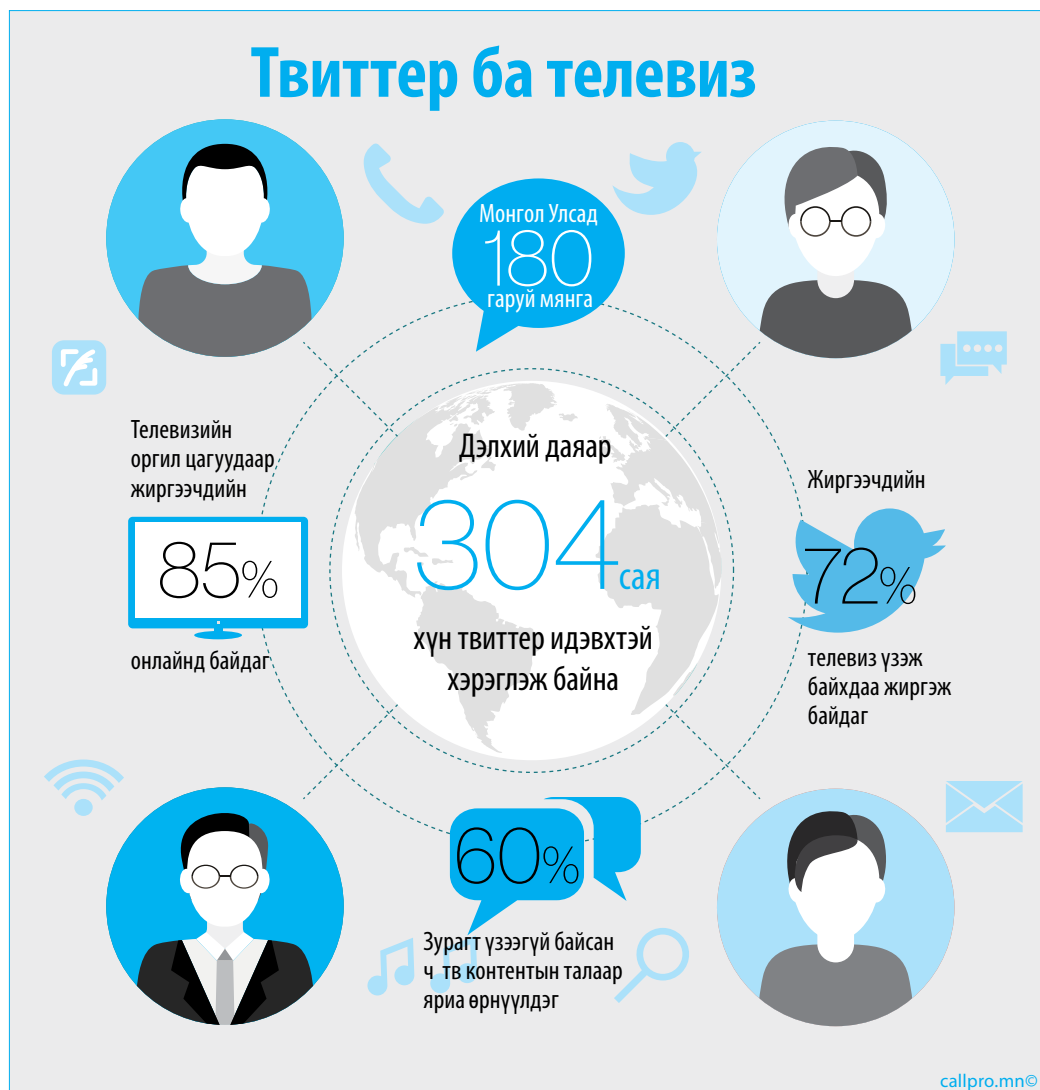 Твиттер ба телевиз
Монгол Улсад
180
гаруй мянга
Телевизийн
оргил цагуудаар
жиргээчдийн
85%
онлайнд байдаг
Дэлхий даяар
304 сая
хүн твиттер идэвхтэй
хэрэглэж байна
Жиргээчдийн
72%
телевиз үзэж
байхдаа жиргэж
байдаг
60%
Зурагт үзээгүй байсан
ч тв контентын талаар
яриа өрнүүлдэг
callpro.mn©